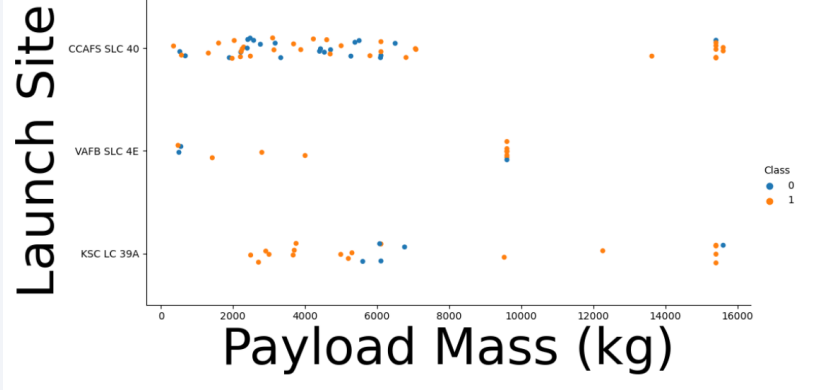 Launch Site
CCAFS SLC 40
VAFB SLC 4E
KSC LC 39A
0 2000 4000 6000 8000 10000 12000 14000 16000
Payload Mass (kg)
Class
0
1